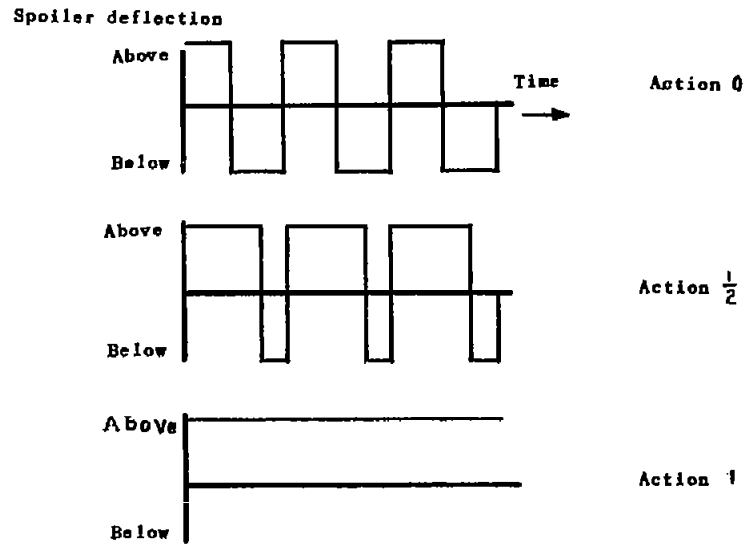 Spoiler deflection
Above
Time
Action 0
Below
Above
Action 1/2
Below
Above
Action 1
Below